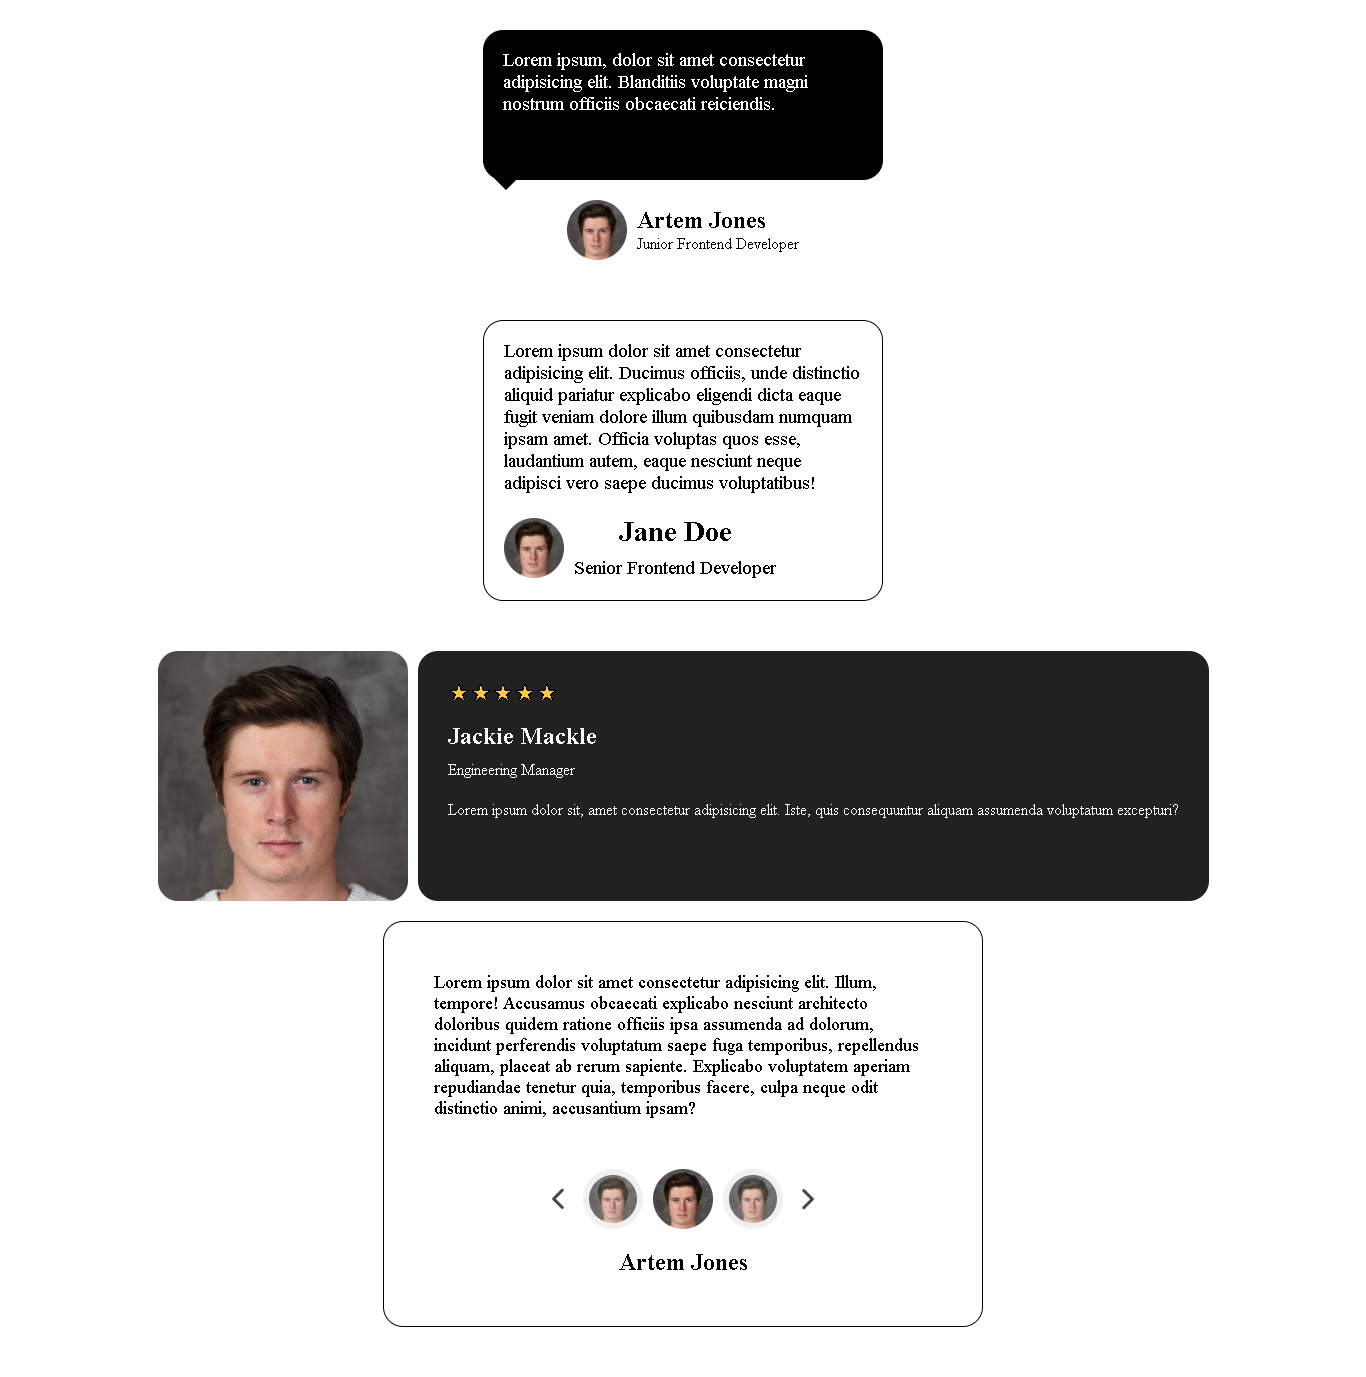 Lorem ipsum, dolor sit amet consectetur
adipisicing elit. Blanditiis voluptate magni
nostrum officiis obcaecati reiciendis.
Artem Jones
Junior Frontend Developer
Lorem ipsum dolor sit amet consectetur
adipisicing elit. Ducimus officiis, unde distinctio
aliquid pariatur explicabo eligendi dicta eaque
fugit veniam dolore illum quibusdam numquam
ipsam amet. Officia voluptas quos esse,
laudantium autem, eaque nesciunt neque
adipisci vero saepe ducimus voluptatibus!
Jane Doe
Senior Frontend Developer
Jackie Mackle
Engineering Manager
Lorem ipsum dolor sit, amet consectetur adipisicing elit. Iste, quis consequuntur aliquam assumenda voluptatum excepturi?
Lorem ipsum dolor sit amet consectetur adipisicing elit. Illum,
tempore! Accusamus obcaecati explicabo nesciunt architecto
doloribus quidem ratione officiis ipsa assumenda ad dolorum,
incidunt perferendis voluptatum saepe fuga temporibus, repellendus
aliquam, placeat ab rerum sapiente. Explicabo voluptatem aperiam
repudiandae tenetur quia, temporibus facere, culpa neque odit
distinctio animi, accusantium ipsam?
Artem Jones